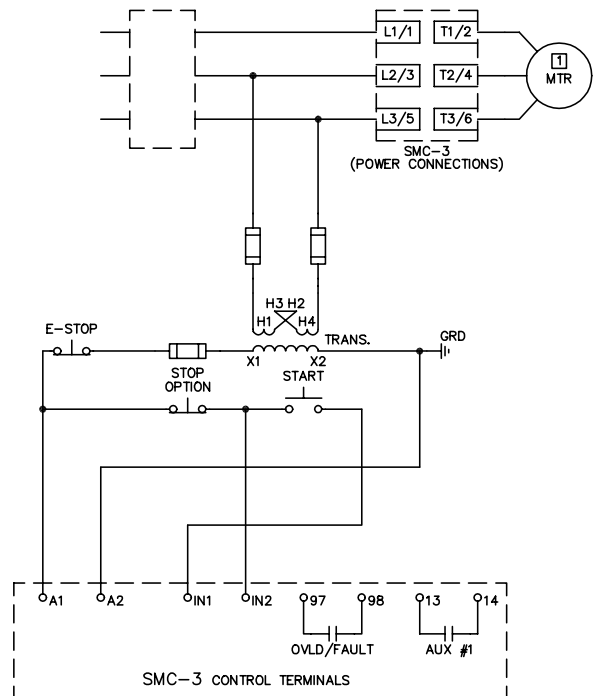 L1/1 T1/2
1
L2/3 T2/4 MTR
L3/5 T3/6
SMC-3
(POWER CONNECTIONS)
H3 H2
H1 H4
E-STOP TRANS. GRD
X1 X2
STOP
OPTION
START
A1 A2 IN1 IN2 97 98 13 14
OVLD/FAULT AUX #1
SMC-3 CONTROL TERMINALS